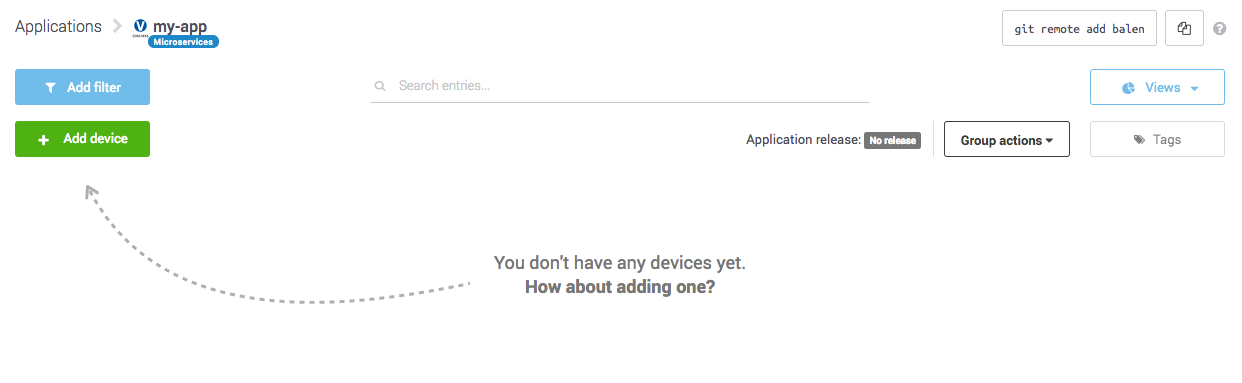 Applications my-app
Microservices
git remote add balen
Add filter
Search entries...
Views
Add device
Application release: No release
Group actions
Tags
You don't have any devices yet.
How about adding one?